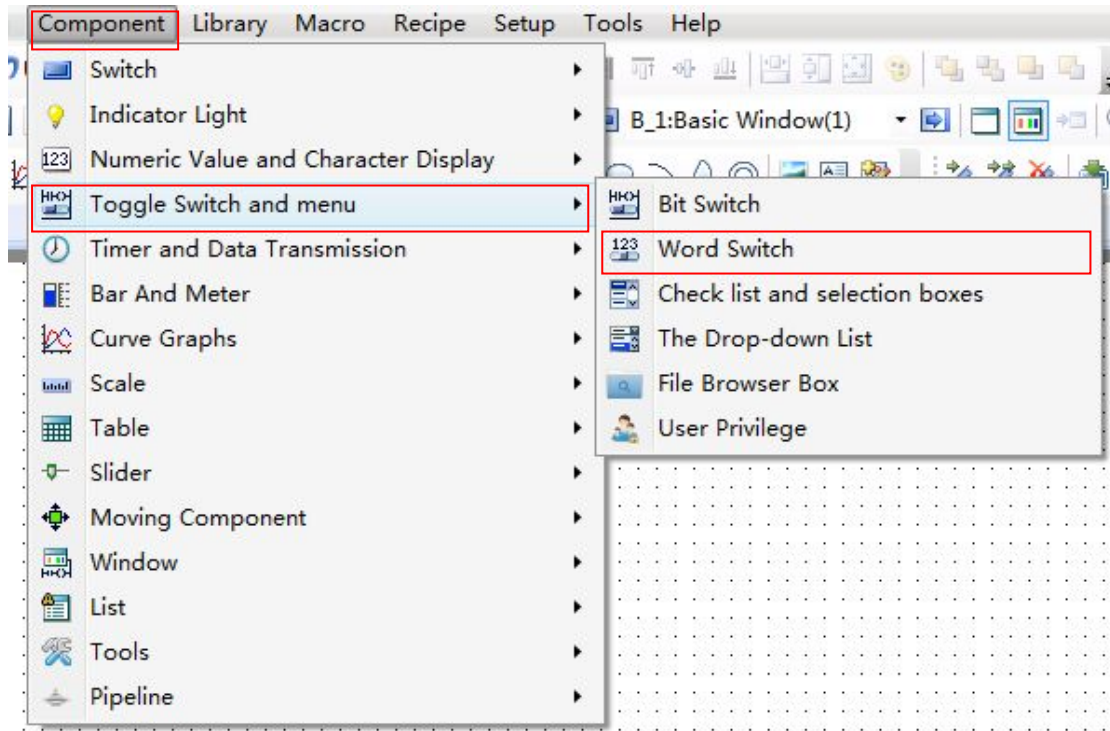 Component Library Macro Recipe Setup Tools Help
Switch
Indicator Light
B_1:Basic Window(1)
123 Numeric Value and Character Display
Toggle Switch and menu
Bit Switch
Timer and Data Transmission
123 Word Switch
Bar And Meter
Check list and selection boxes
Curve Graphs
The Drop-down List
Scale
File Browser Box
Table
User Privilege
Slider
Moving Component
Window
List
Tools
Pipeline